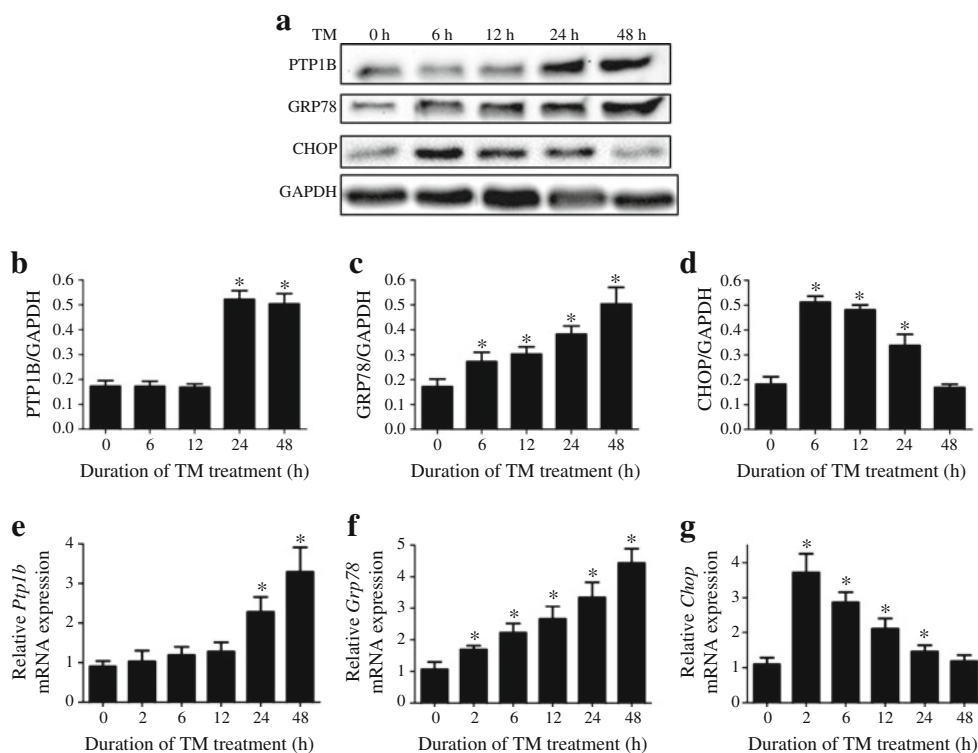 a
TM 0 h 6 h 12 h 24 h 48 h
PTP1B
GRP78
CHOP
GAPDH
b
PTP1B/GAPDH
0.6
0.5
0.4
0.3
0.2
0.1
0.0
* *
0 6 12 24 48
Duration of TM treatment (h)
c
GRP78/GAPDH
0.6
0.5
0.4
0.3
0.2
0.1
0.0
* * * *
0 6 12 24 48
Duration of TM treatment (h)
d
CHOP/GAPDH
0.6
0.5
0.4
0.3
0.2
0.1
0.0
* * *
0 6 12 24 48
Duration of TM treatment (h)
e
Relative Ptp1b
mRNA expression
4
3
2
1
0
* *
0 2 6 12 24 48
Duration of TM treatment (h)
f
Relative Grp78
mRNA expression
5
4
3
2
1
0
* * * * *
0 2 6 12 24 48
Duration of TM treatment (h)
g
Relative Chop
mRNA expression
4
3
2
1
0
* * * *
0 2 6 12 24 48
Duration of TM treatment (h)